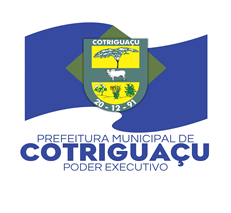 COTRIGUAÇU
20-12-91
PREFEITURA MUNICIPAL DE
COTRIGUAÇU
PODER EXECUTIVO